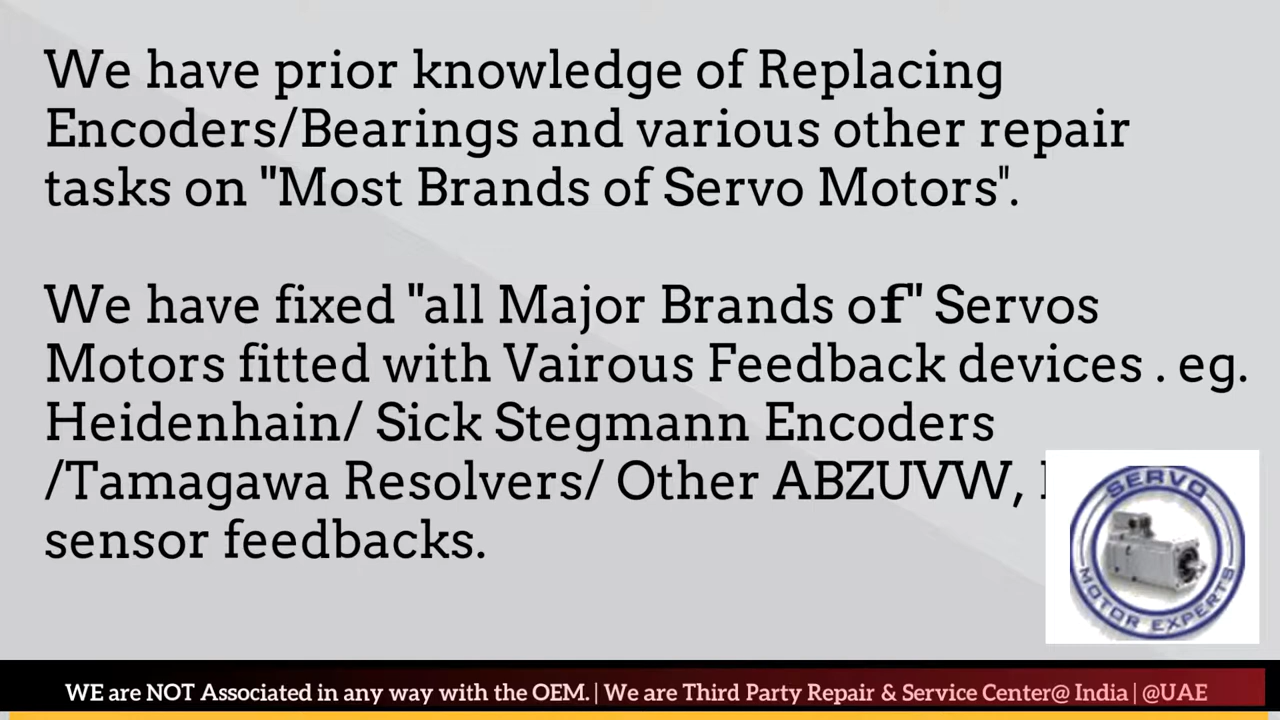 We have prior knowledge of Replacing
Encoders/Bearings and various other repair
tasks on "Most Brands of Servo Motors".
We have fixed "all Major Brands of" Servos
Motors fitted with Vairous Feedback devices . eg.
Heidenhain/ Sick Stegmann Encoders
/Tamagawa Resolvers/ Other ABZUVW,
sensor feedbacks.
SERVO
MOTOR EXPERTS
WE are NOT Associated in any way with the OEM. | We are Third Party Repair & Service Center@ India | @UAE